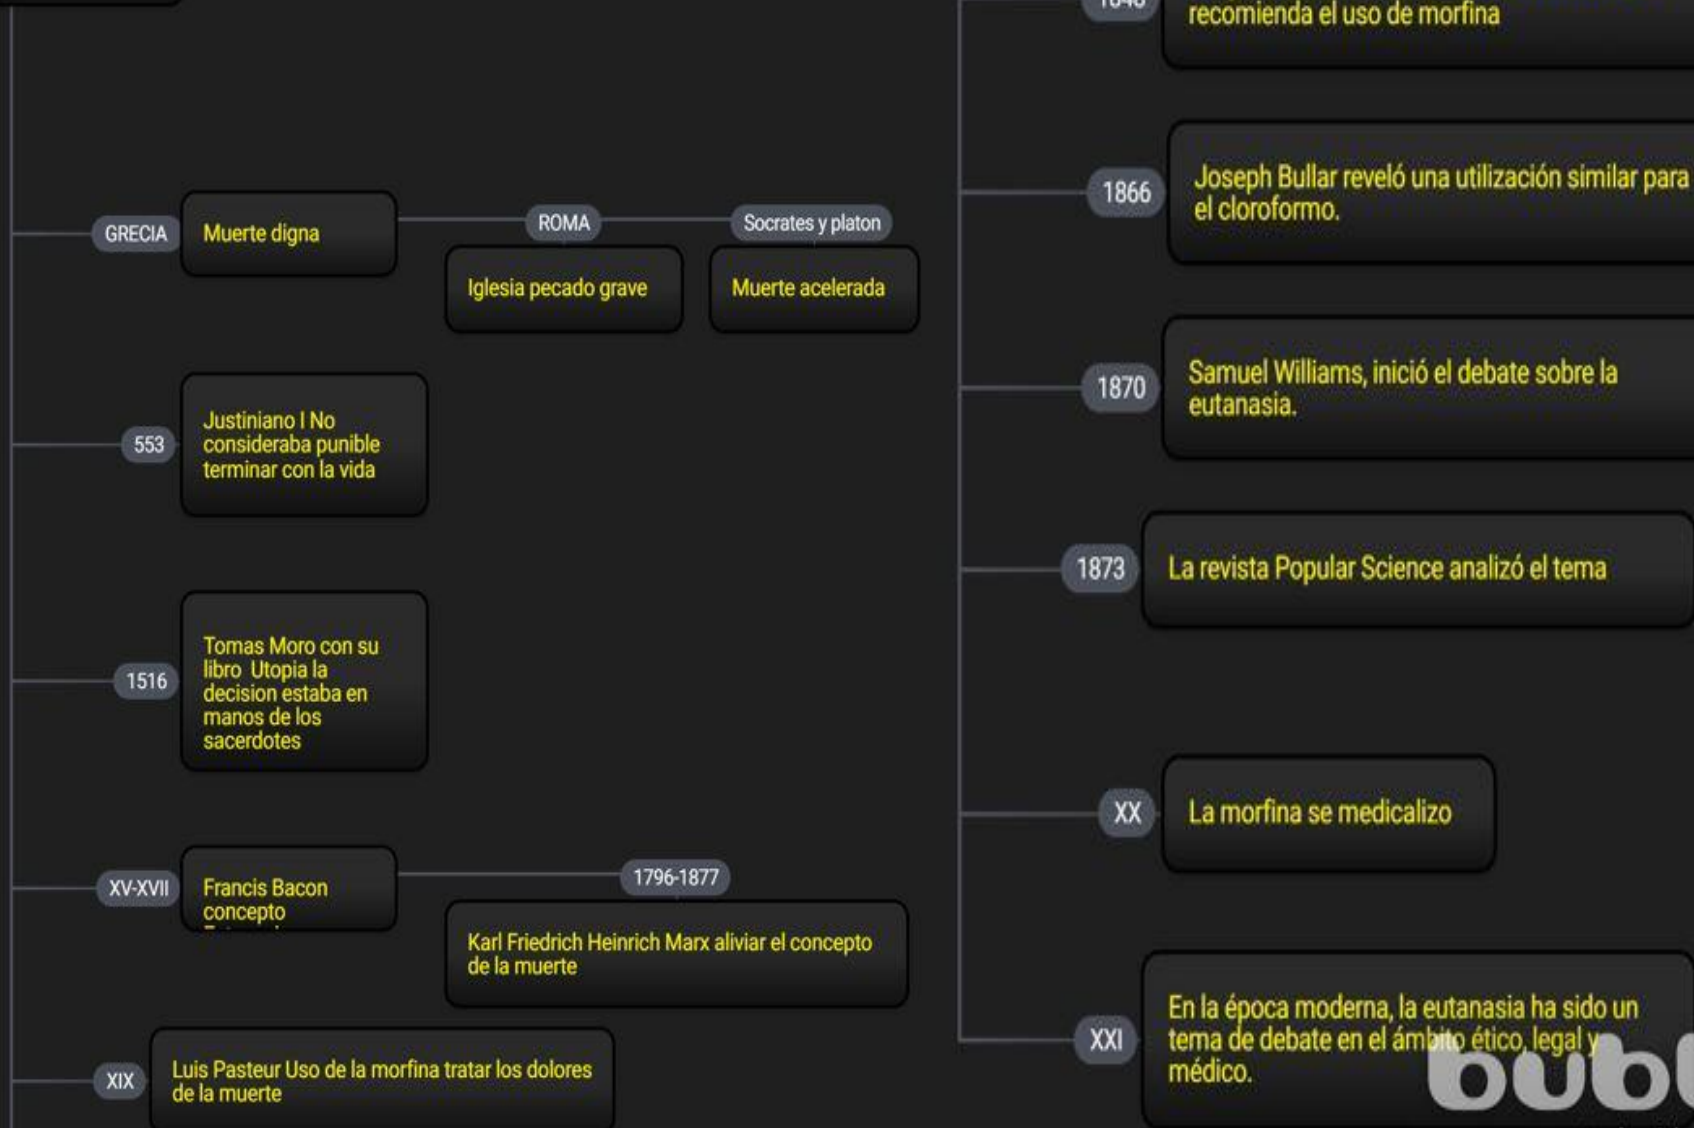 GRECIA
Muerte digna
ROMA
Iglesia pecado grave
Socrates y platon
Muerte acelerada
553
Justiniano I No
consideraba punible
terminar con la vida
1516
Tomas Moro con su
libro  Utopia la
decision estaba en
manos de los
sacerdotes
XV-XVII
Francis Bacon
concepto
1796-1877
Karl Friedrich Heinrich Marx aliviar el concepto
de la muerte
XIX
Luis Pasteur Uso de la morfina tratar los dolores
de la muerte
recomienda el uso de morfina
1866
Joseph Bullar reveló una utilización similar para
el cloroformo.
1870
Samuel Williams, inició el debate sobre la
eutanasia.
1873
La revista Popular Science analizó el tema
XX
La morfina se medicalizo
XXI
En la época moderna, la eutanasia ha sido un
tema de debate en el ámbito ético, legal y
médico.
bubb